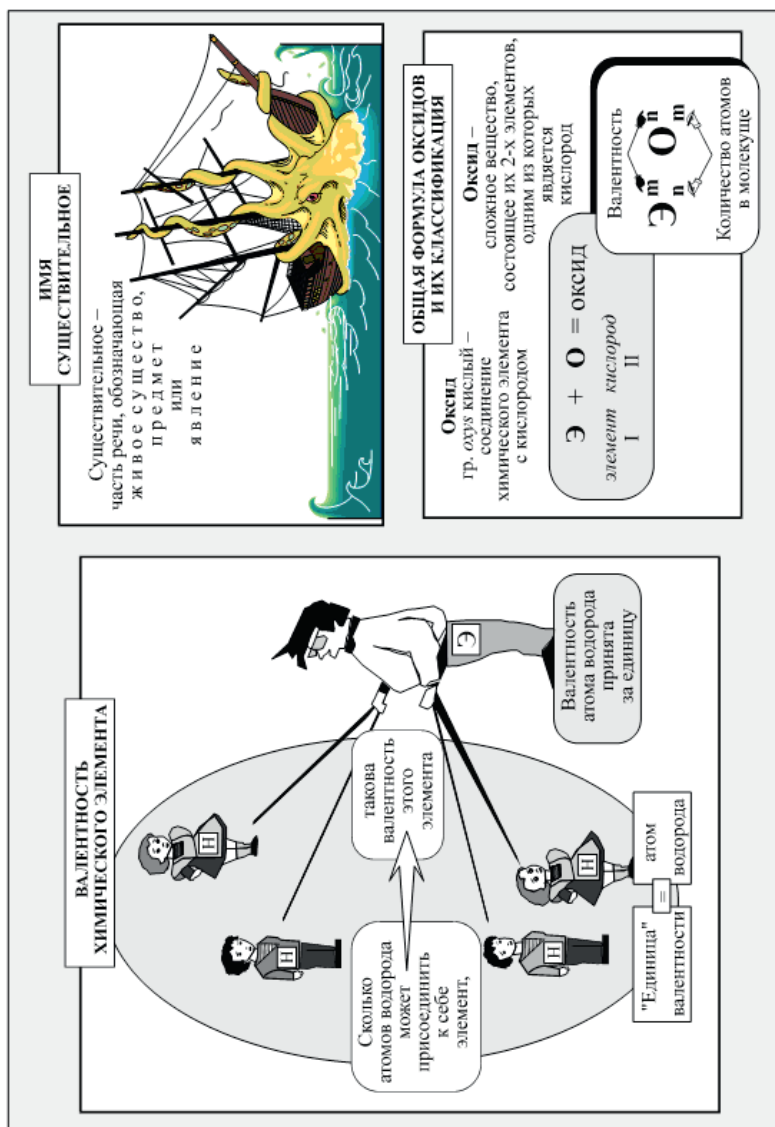 ВАЛЕНТНОСТЬ
ХИМИЧЕСКОГО ЭЛЕМЕНТА
Н
Н
Н
Н
Э
Сколько
атомов водорода
может
присоединить
к себе
элемент,
такова
валентность
этого
элемента
"Единица"
валентности
=
атом
водорода
Валентность
атома водорода
принята
за единицу
ИМЯ
СУЩЕСТВИТЕЛЬНОЕ
Существительное –
часть речи, обозначающая
живое существо,
предмет
или
явление
ОБЩАЯ ФОРМУЛА ОКСИДОВ
И ИХ КЛАССИФИКАЦИЯ
Оксид
гр. oxys кислый –
соединение
химического элемента
с кислородом
Оксид –
сложное вещество,
состоящее их 2-х элементов,
одним из которых
явдяется
кислород
Э + О = оксид
элемент кислород
I II
Валентность
Э m n О n m
Количество атомов
в молекуще